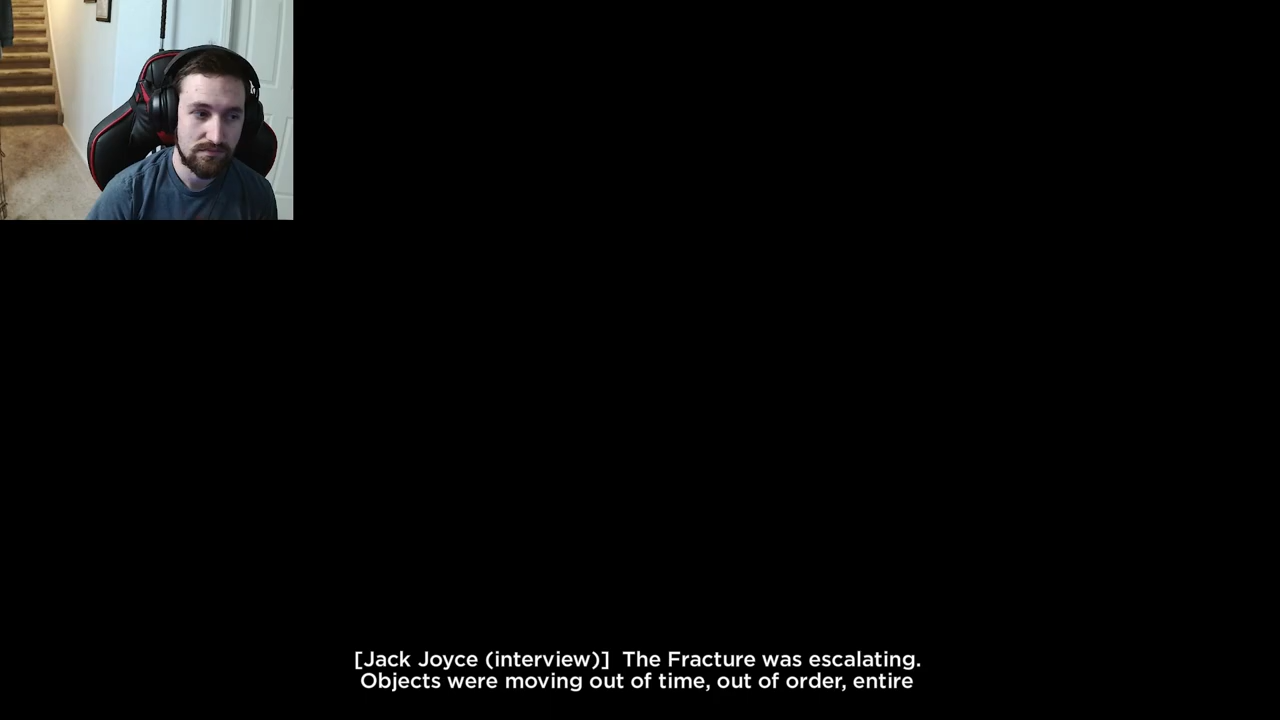 [Jack Joyce (interview)]  The Fracture was escalating.
Objects were moving out of time, out of order, entire